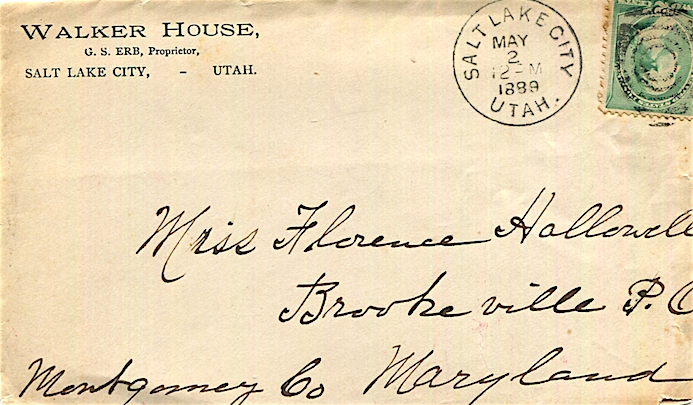 WALKER HOUSE,
G. S. ERB, Proprietor,
SALT LAKE CITY, - UTAH.
SALT LAKE CITY
MAY
2
12-M
1889
UTAH.
Miss Florence Hallowell
Brookeville P. O
Montgomery Co Maryland